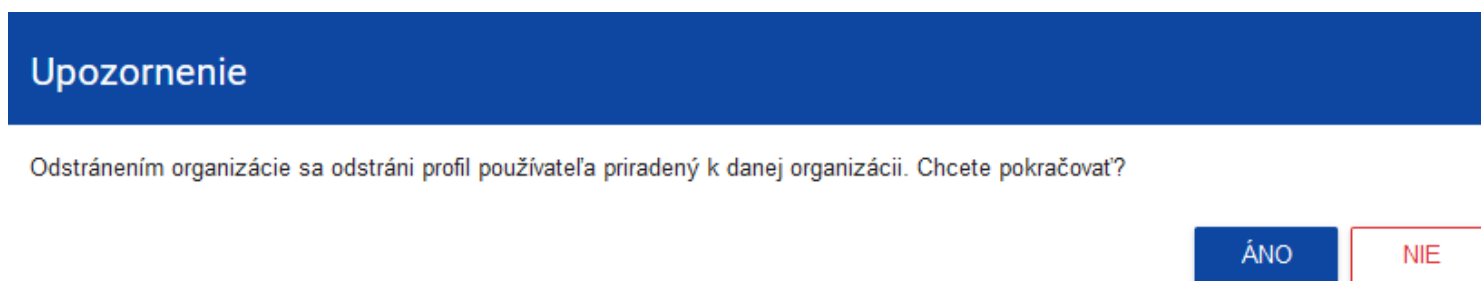 Upozornenie
Odstránením organizácie sa odstráni profil používateľa priradený k danej organizácii. Chcete pokračovať?
ÁNO NIE